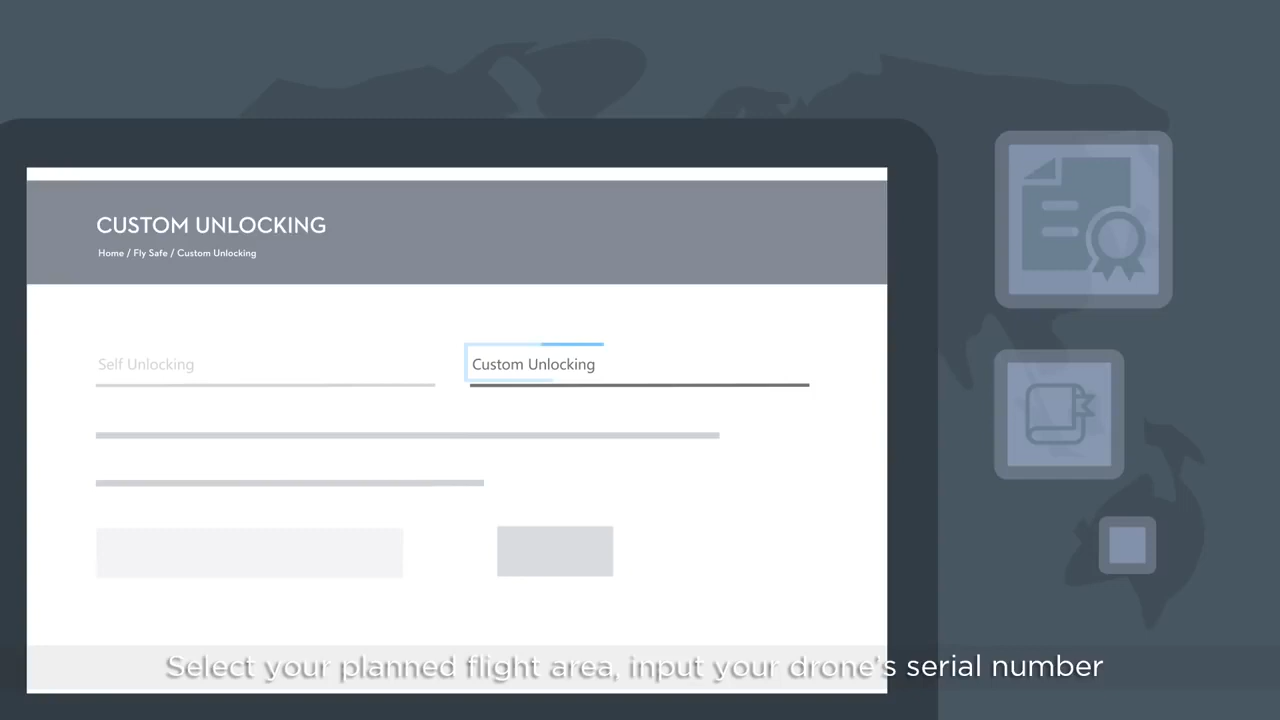 CUSTOM UNLOCKING
Home / Fly Safe / Custom Unlocking
Self Unlocking
Custom Unlocking
Select your planned flight area, input your drone's serial number